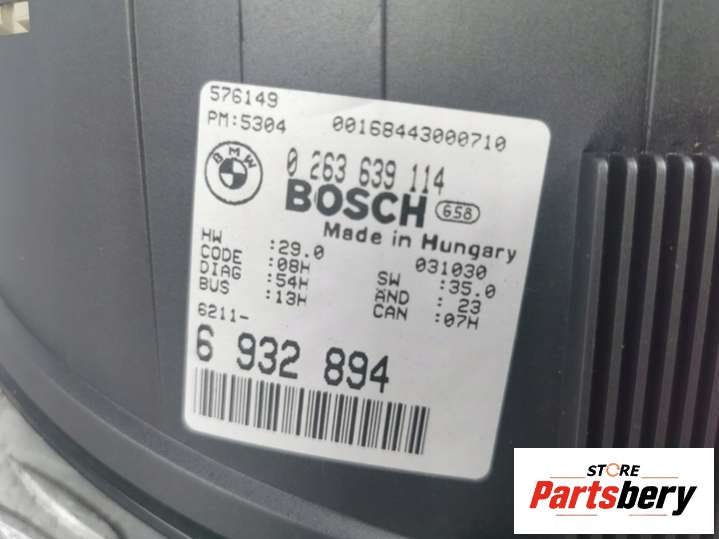 576149
PM:5304 00168443000710
BMW 0 263 639 114
BOSCH 658
Made in Hungary
HW :29.0 031030
CODE :08H SW :35.0
DIAG :54H AND : 23
BUS :13H CAN :07H
6211-
6 932 894
STORE
Partsbery